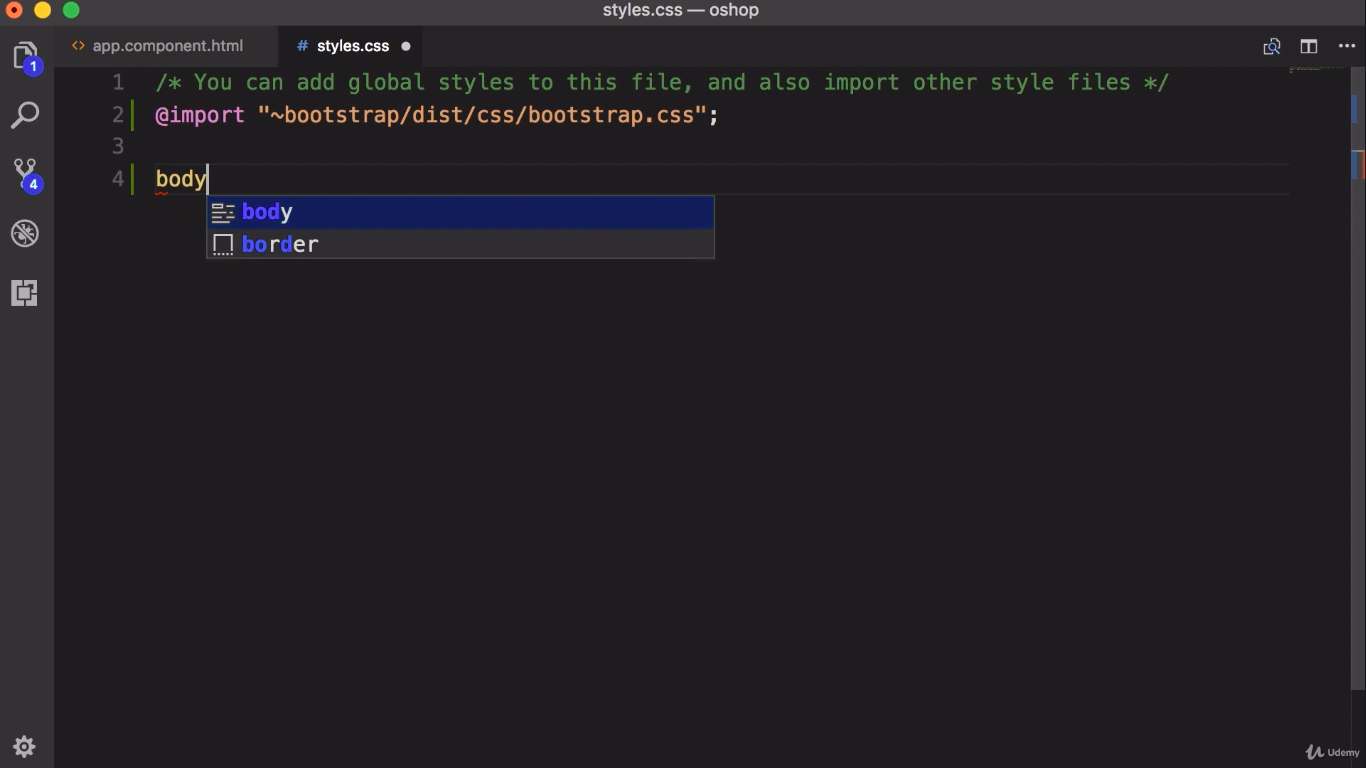 styles.css — oshop
<> app.component.html
# styles.css
1 /* You can add global styles to this file, and also import other style files */
2 @import "~bootstrap/dist/css/bootstrap.css";
3
4 body
body
border
1
4
Udemy